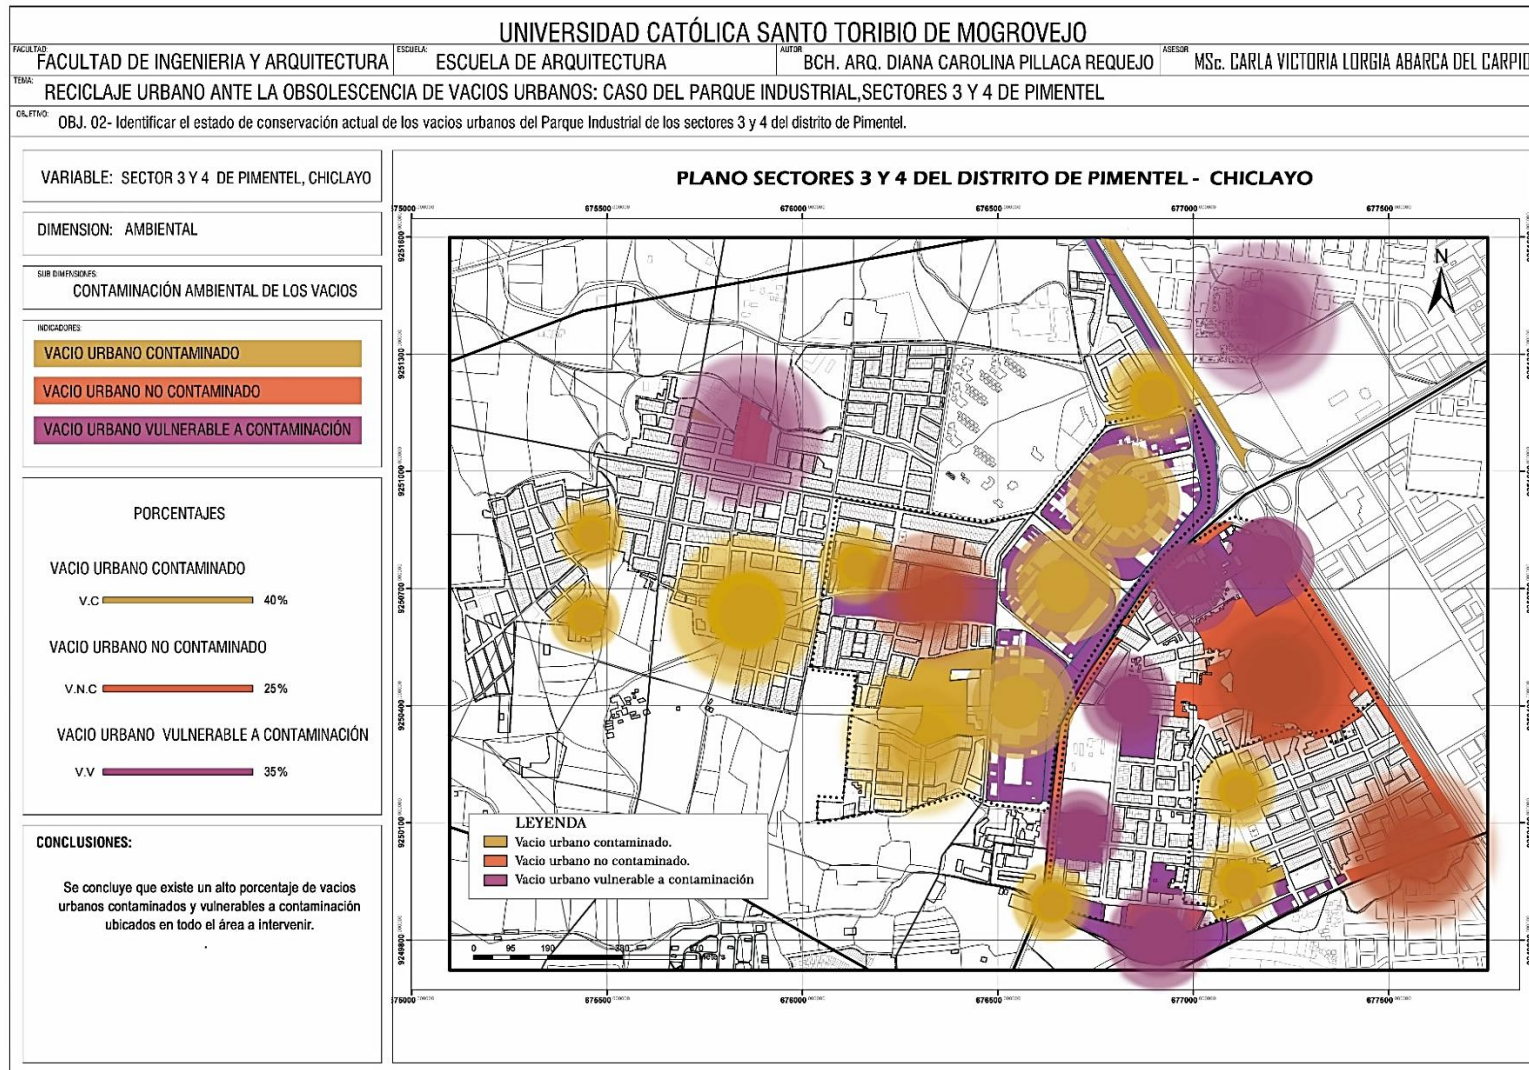 UNIVERSIDAD CATÓLICA SANTO TORIBIO DE MOGROVEJO
FACULTAD:
FACULTAD DE INGENIERIA Y ARQUITECTURA
ESCUELA:
ESCUELA DE ARQUITECTURA
AUTOR
BCH. ARQ. DIANA CAROLINA PILLACA REQUEJO
ASESOR
MSc. CARLA VICTORIA LORGIA ABARCA DEL CARPIO
TEMA:
RECICLAJE URBANO ANTE LA OBSOLESCENCIA DE VACIOS URBANOS: CASO DEL PARQUE INDUSTRIAL,SECTORES 3 Y 4 DE PIMENTEL
OBJ. 02- Identificar el estado de conservación actual de los vacios urbanos del Parque Industrial de los sectores 3 y 4 del distrito de Pimentel.
VARIABLE: SECTOR 3 Y 4 DE PIMENTEL, CHICLAYO
DIMENSION: AMBIENTAL
SUB DIMENSIONES:
CONTAMINACIÓN AMBIENTAL DE LOS VACIOS
INDICADORES:
VACIO URBANO CONTAMINADO
VACIO URBANO NO CONTAMINADO
VACIO URBANO VULNERABLE A CONTAMINACIÓN
PORCENTAJES
VACIO URBANO CONTAMINADO
V.C 40%
VACIO URBANO NO CONTAMINADO
V.N.C 25%
VACIO URBANO VULNERABLE A CONTAMINACIÓN
V.V 35%
CONCLUSIONES:
Se concluye que existe un alto porcentaje de vacios
urbanos contaminados y vulnerables a contaminación
ubicados en todo el área a intervenir.
.
PLANO SECTORES 3 Y 4 DEL DISTRITO DE PIMENTEL - CHICLAYO
675000 675500 676000 676500 677000 677500
9251600
9251300
9251000
9250700
9250400
9250100
9249800
N
LEYENDA
Vacio urbano contaminado.
Vacio urbano no contaminado.
Vacio urbano vulnerable a contaminación
0 95 190 380
675000 675500 676000 676500 677000 677500